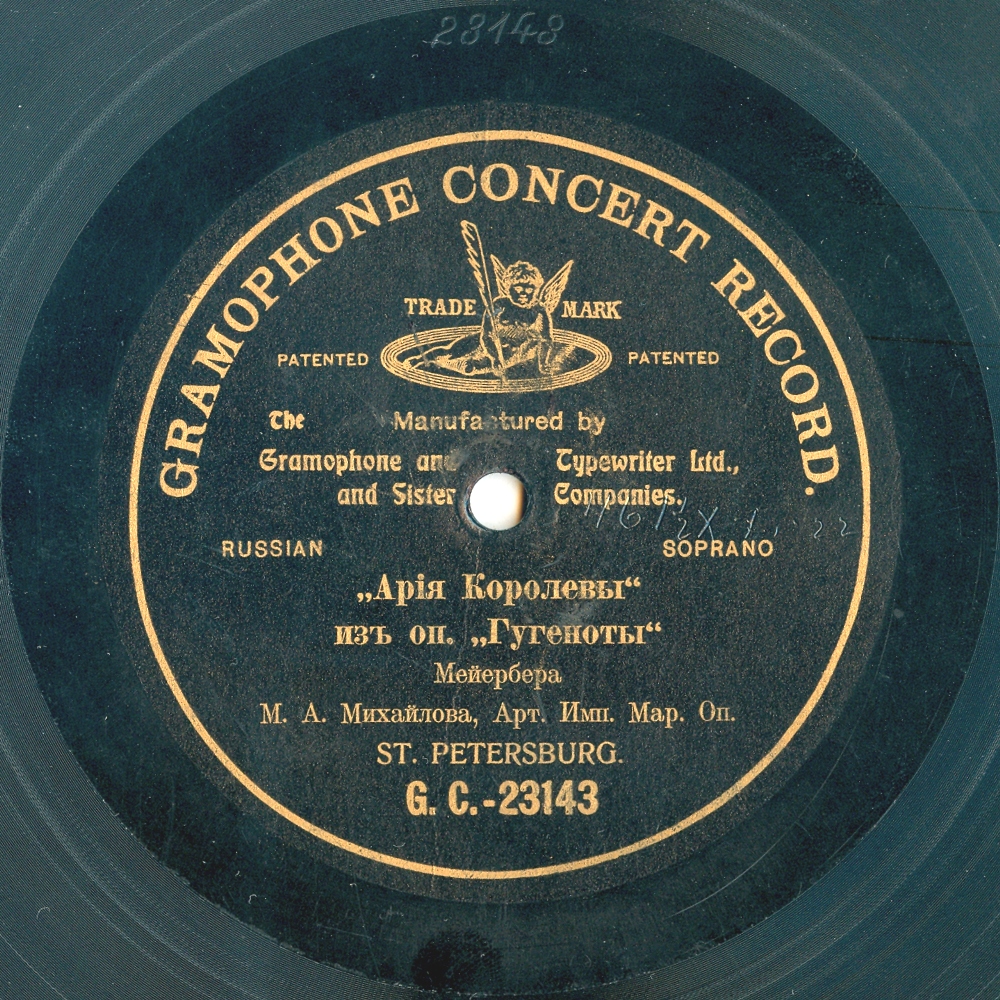 23143
GRAMOPHONE CONCERT RECORD.
TRADE MARK
PATENTED PATENTED
Manufactured by
The Gramophone and Typewriter Ltd.,
and Sister Companies.
RUSSIAN SOPRANO
„Арія Королевы“
изъ оп. „Гугеноты“
Мейербера
М. А. Михайлова, Арт. Имп. Мар. Оп.
ST. PETERSBURG.
G. C.-23143